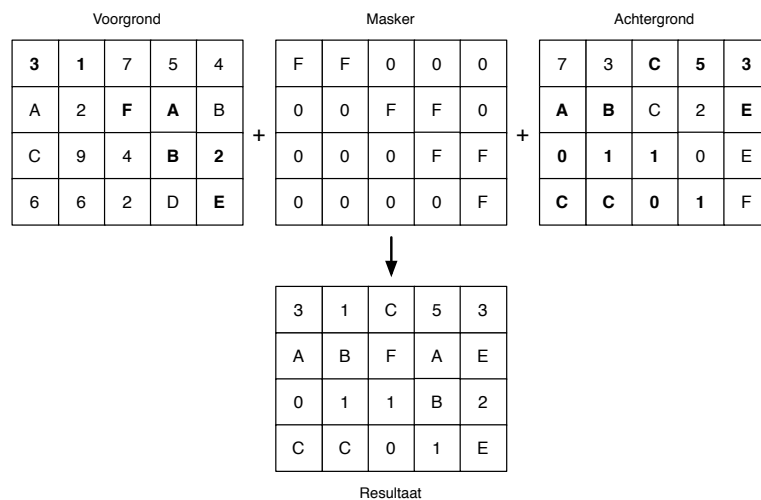 Voorgrond Masker Achtergrond
3 1 7 5 4 F F 0 0 0 7 3 C 5 3
A 2 F A B 0 0 F F 0 A B C 2 E
+ +
C 9 4 B 2 0 0 0 F F 0 1 1 0 E
6 6 2 D E 0 0 0 0 F C C 0 1 F
3 1 C 5 3
A B F A E
0 1 1 B 2
C C 0 1 E
Resultaat